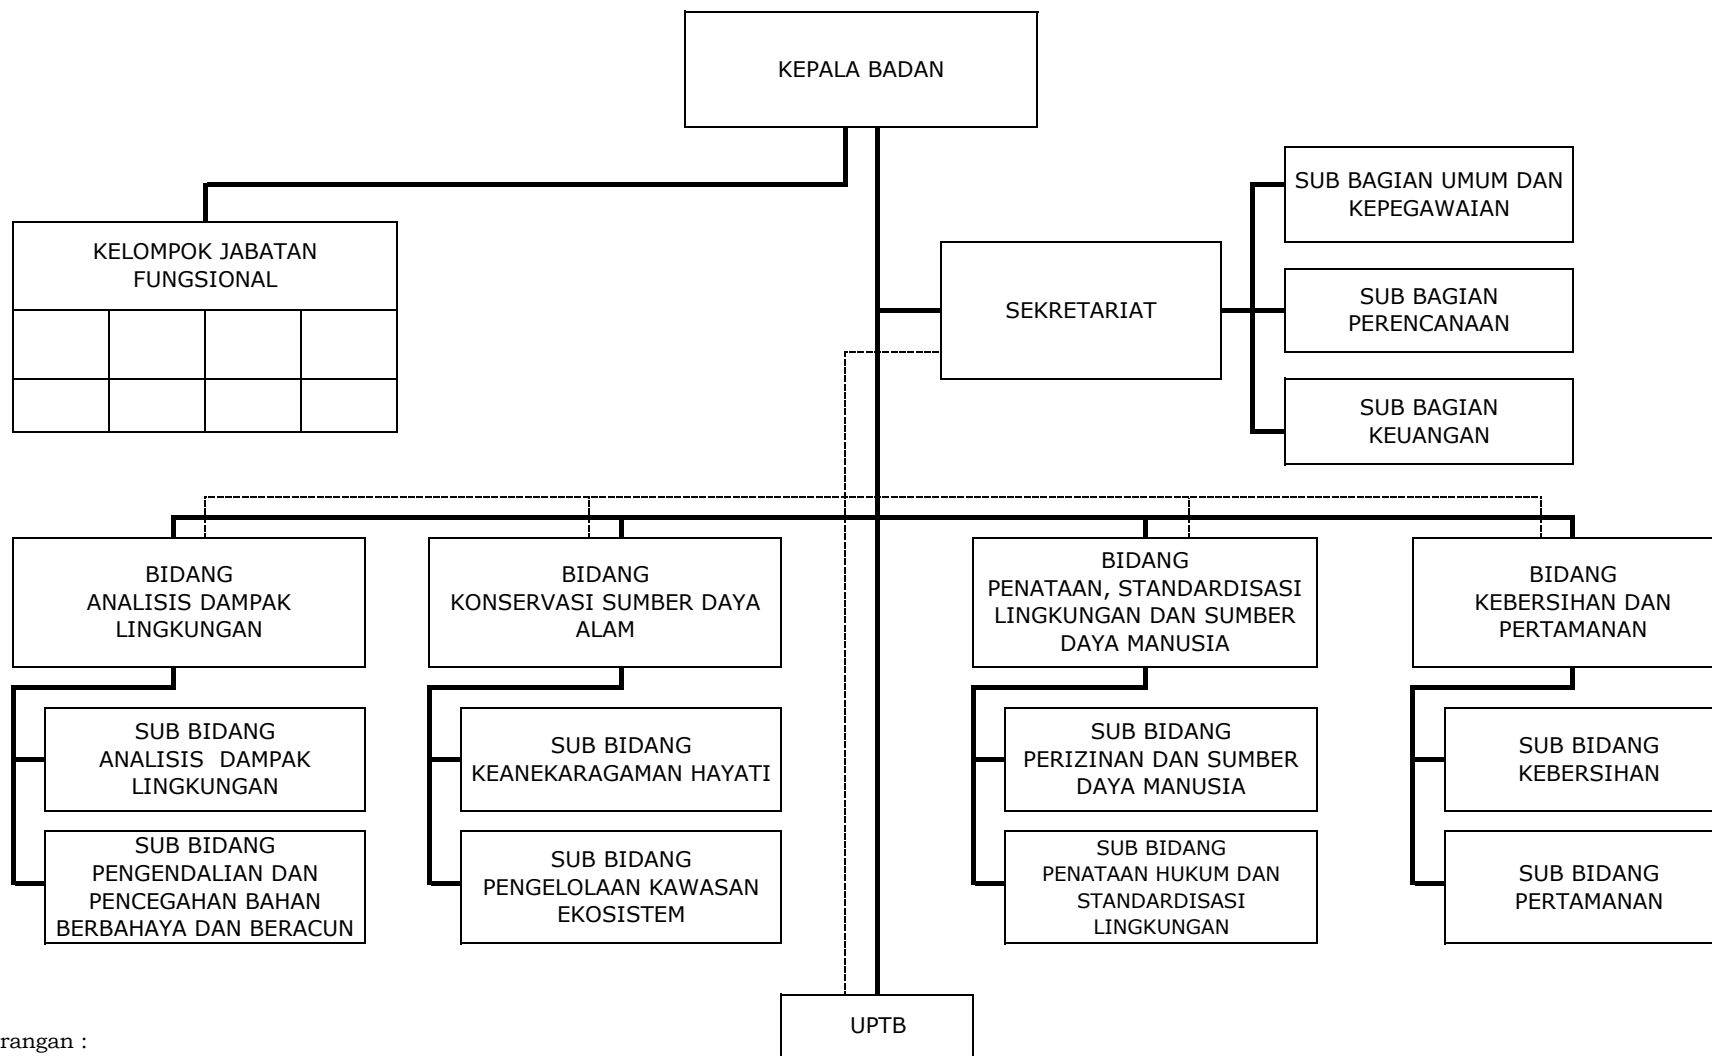 KEPALA BADAN
SUB BAGIAN UMUM DAN
KEPEGAWAIAN
KELOMPOK JABATAN
FUNGSIONAL
SEKRETARIAT
SUB BAGIAN
PERENCANAAN
SUB BAGIAN
KEUANGAN
BIDANG
ANALISIS DAMPAK
LINGKUNGAN
BIDANG
KONSERVASI SUMBER DAYA
ALAM
BIDANG
PENATAAN, STANDARDISASI
LINGKUNGAN DAN SUMBER
DAYA MANUSIA
BIDANG
KEBERSIHAN DAN
PERTAMANAN
SUB BIDANG
ANALISIS  DAMPAK
LINGKUNGAN
SUB BIDANG
KEANEKARAGAMAN HAYATI
SUB BIDANG
PERIZINAN DAN SUMBER
DAYA MANUSIA
SUB BIDANG
KEBERSIHAN
SUB BIDANG
PENGENDALIAN DAN
PENCEGAHAN BAHAN
BERBAHAYA DAN BERACUN
SUB BIDANG
PENGELOLAAN KAWASAN
EKOSISTEM
SUB BIDANG
PENATAAN HUKUM DAN
STANDARDISASI
LINGKUNGAN
SUB BIDANG
PERTAMANAN
UPTB
rangan :